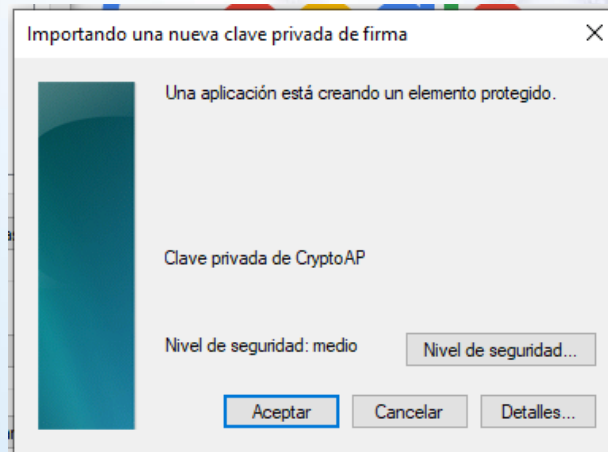 Importando una nueva clave privada de firma
Una aplicación está creando un elemento protegido.
Clave privada de CryptoAP
Nivel de seguridad: medio
Nivel de seguridad...
Aceptar
Cancelar
Detalles...